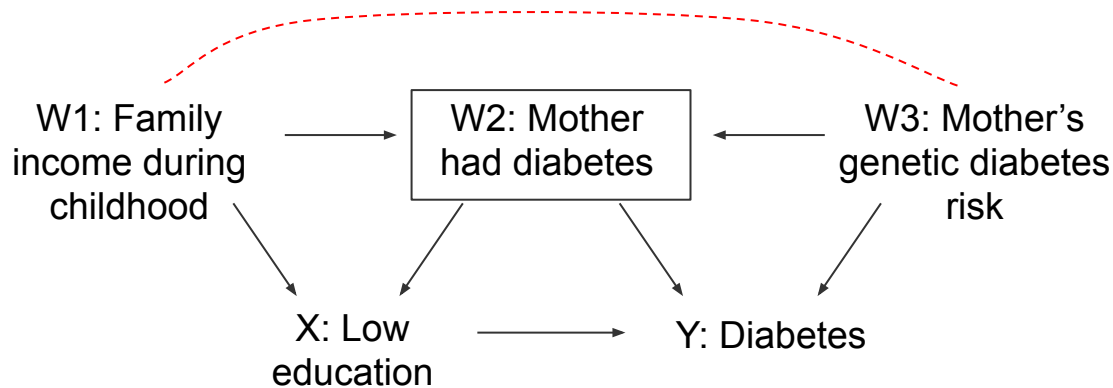 W1: Family
income during
childhood
W2: Mother
had diabetes
W3: Mother's
genetic diabetes
risk
X: Low
education
Y: Diabetes